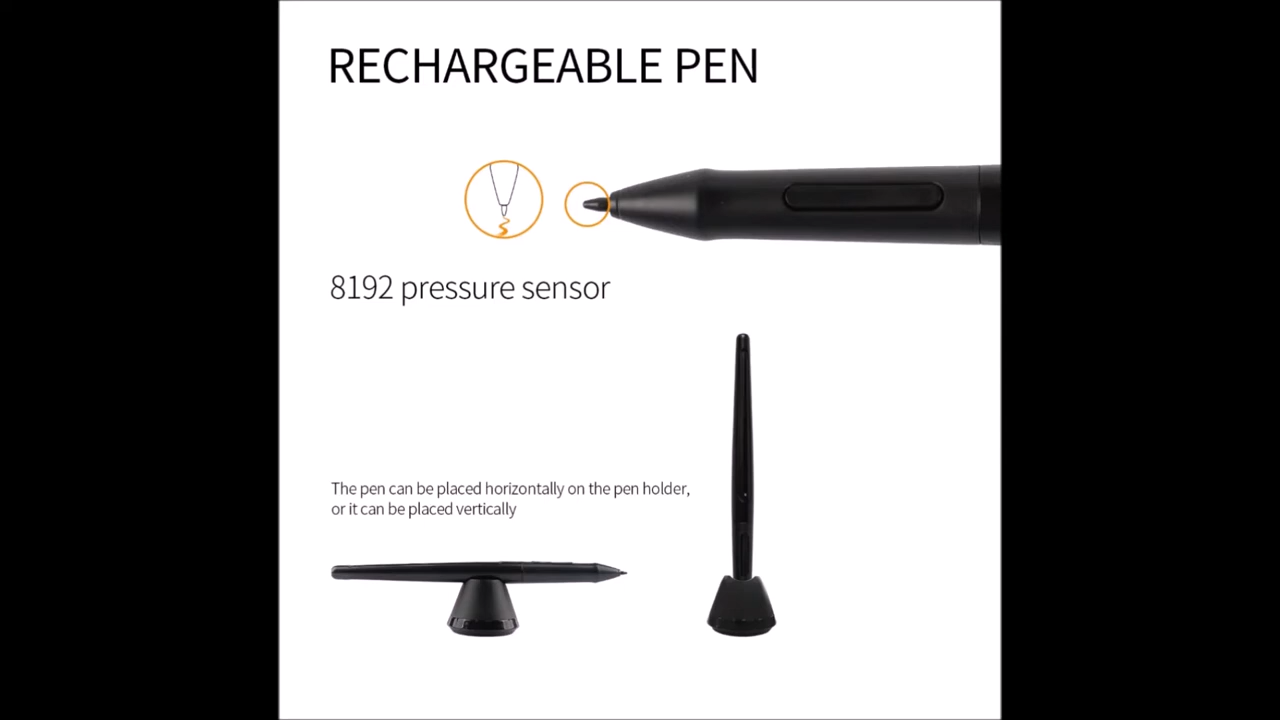 RECHARGEABLE PEN
8192 pressure sensor
The pen can be placed horizontally on the pen holder,
or it can be placed vertically